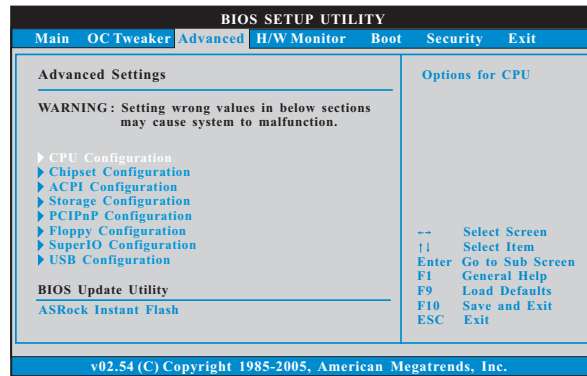 BIOS SETUP UTILITY
Main OC Tweaker Advanced H/W Monitor Boot Security Exit
Advanced Settings
WARNING : Setting wrong values in below sections
may cause system to malfunction.
CPU Configuration
Chipset Configuration
ACPI Configuration
Storage Configuration
PCIPnP Configuration
Floppy Configuration
SuperIO Configuration
USB Configuration
BIOS Update Utility
ASRock Instant Flash
Options for CPU
←→ Select Screen
↑↓ Select Item
Enter Go to Sub Screen
F1 General Help
F9 Load Defaults
F10 Save and Exit
ESC Exit
v02.54 (C) Copyright 1985-2005, American Megatrends, Inc.